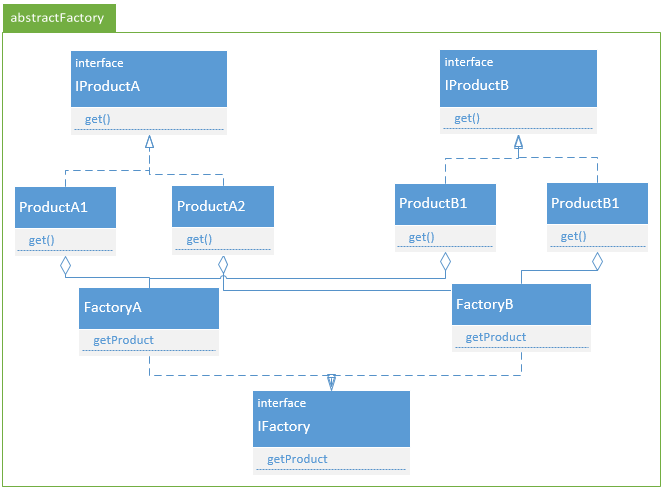 abstractFactory
interface
IProductA
get()
interface
IProductB
get()
ProductA1
get()
ProductA2
get()
ProductB1
get()
ProductB1
get()
FactoryA
getProduct
FactoryB
getProduct
interface
IFactory
getProduct